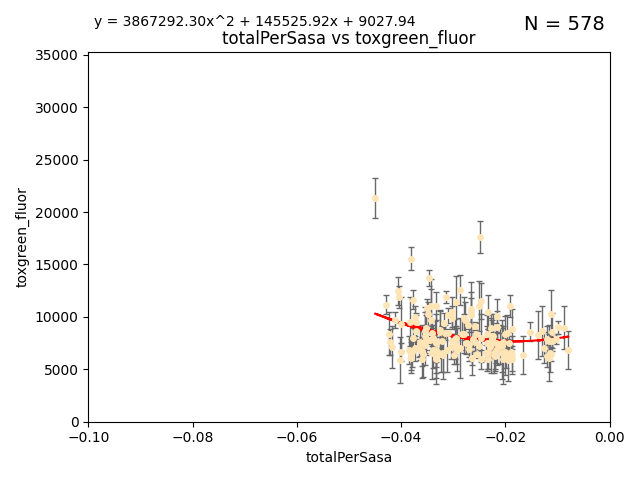 y = 3867292.30x^2 + 145525.92x + 9027.94
N = 578
totalPerSasa vs toxgreen_fluor
35000
30000
25000
20000
15000
10000
5000
0
toxgreen_fluor
−0.10
−0.08
−0.06
−0.04
−0.02
0.00
totalPerSasa